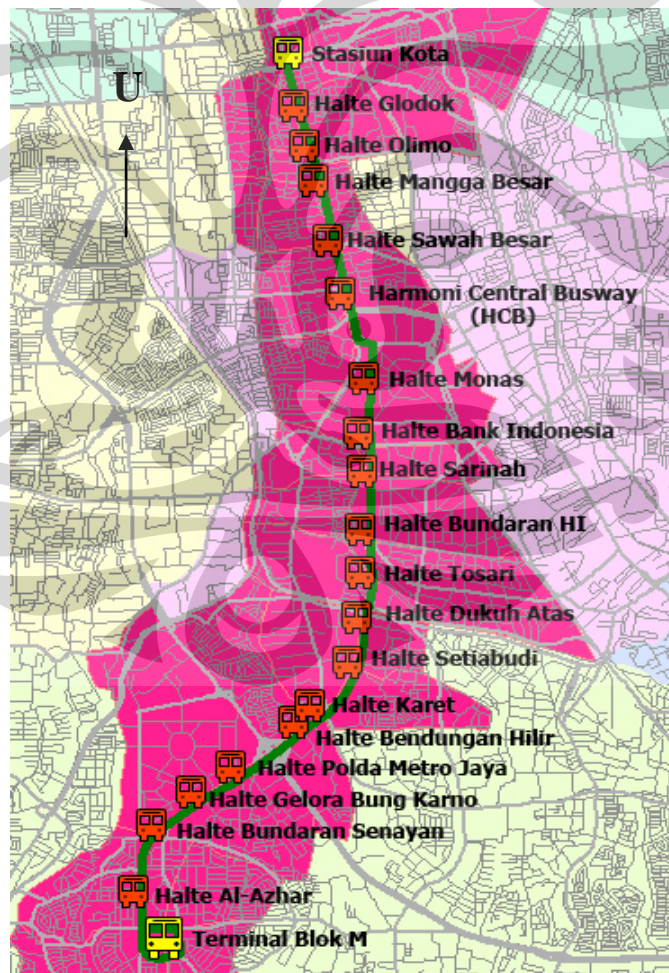 Stasiun Kota
U
Halte Glodok
Halte Olimo
Halte Mangga Besar
Halte Sawah Besar
Harmoni Central Busway
(HCB)
Halte Monas
Halte Bank Indonesia
Halte Sarinah
Halte Bundaran HI
Halte Tosari
Halte Dukuh Atas
Halte Setiabudi
Halte Karet
Halte Bendungan Hilir
Halte Polda Metro Jaya
Halte Gelora Bung Karno
Halte Bundaran Senayan
Halte Al-Azhar
Terminal Blok M